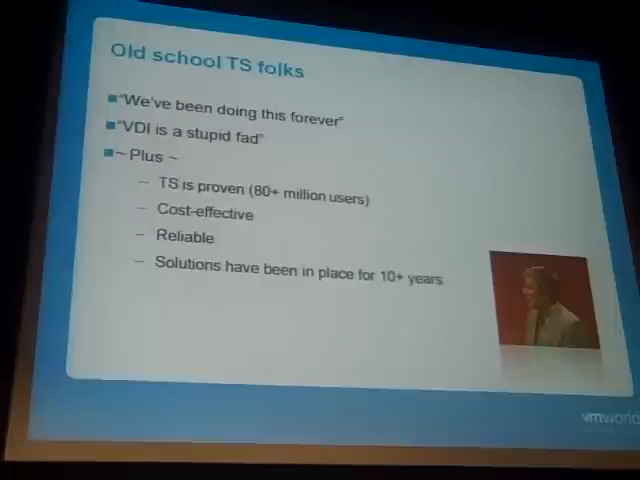 Old school TS folks
"We've been doing this forever"
"VDI is a stupid fad"
~ Plus ~
– TS is proven (80+ million users)
– Cost-effective
– Reliable
– Solutions have been in place for 10+ years
vmworld